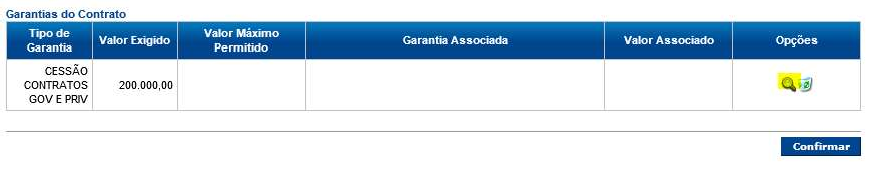 Garantias do Contrato
Tipo de Garantia Valor Exigido Valor Máximo Permitido Garantia Associada Valor Associado Opções
CESSÃO CONTRATOS GOV E PRIV 200.000,00
Confirmar